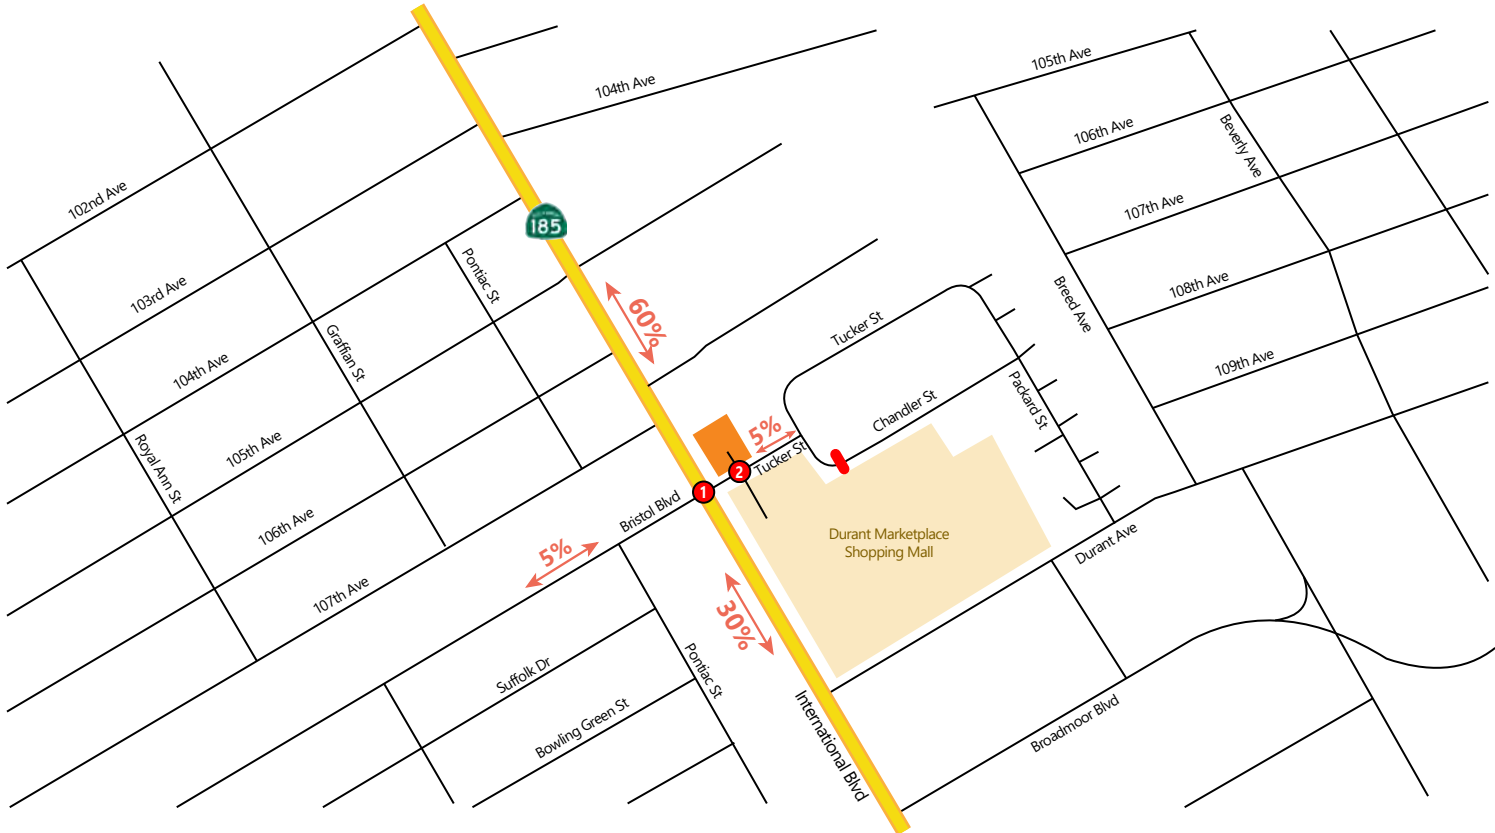 105th Ave
104th Ave
106th Ave
Beverly Ave
102nd Ave
107th Ave
185
Pontiac St
103rd Ave
108th Ave
Breed Ave
60%
Tucker St
Graffian St
104th Ave
109th Ave
Packard St
Chandler St
5%
105th Ave
Royal Ann St
Tucker St
2
1
Bristol Blvd
106th Ave
Durant Marketplace
Shopping Mall
Durant Ave
5%
107th Ave
30%
Suffolk Dr
Pontiac St
Bowling Green St
International Blvd
Broadmoor Blvd